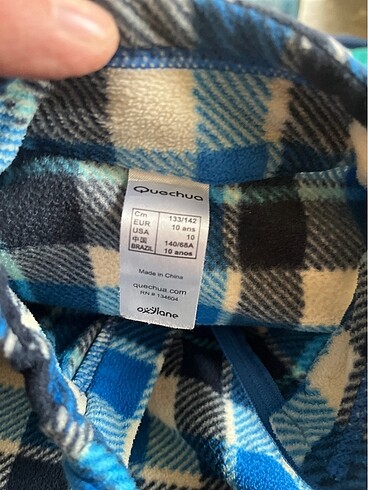 Quechua
Cm 133/142
EUR 10 ans
USA 10
中国 140/68A
BRAZIL 10 anos
Made in China
quechua.com
RN # 134604
oxylane